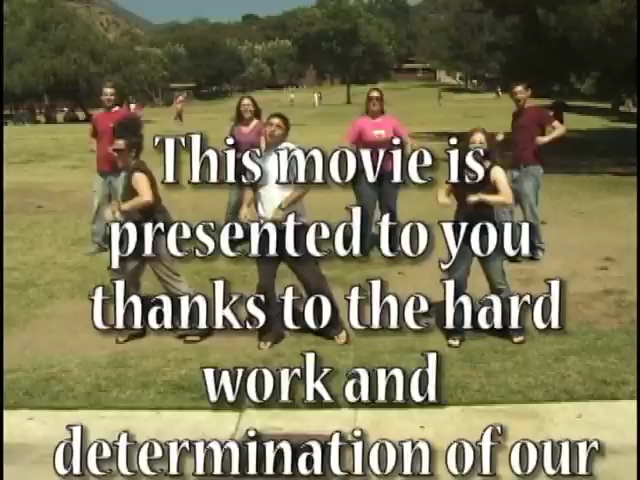 This movie is
presented to you
thanks to the hard
work and
determination of our